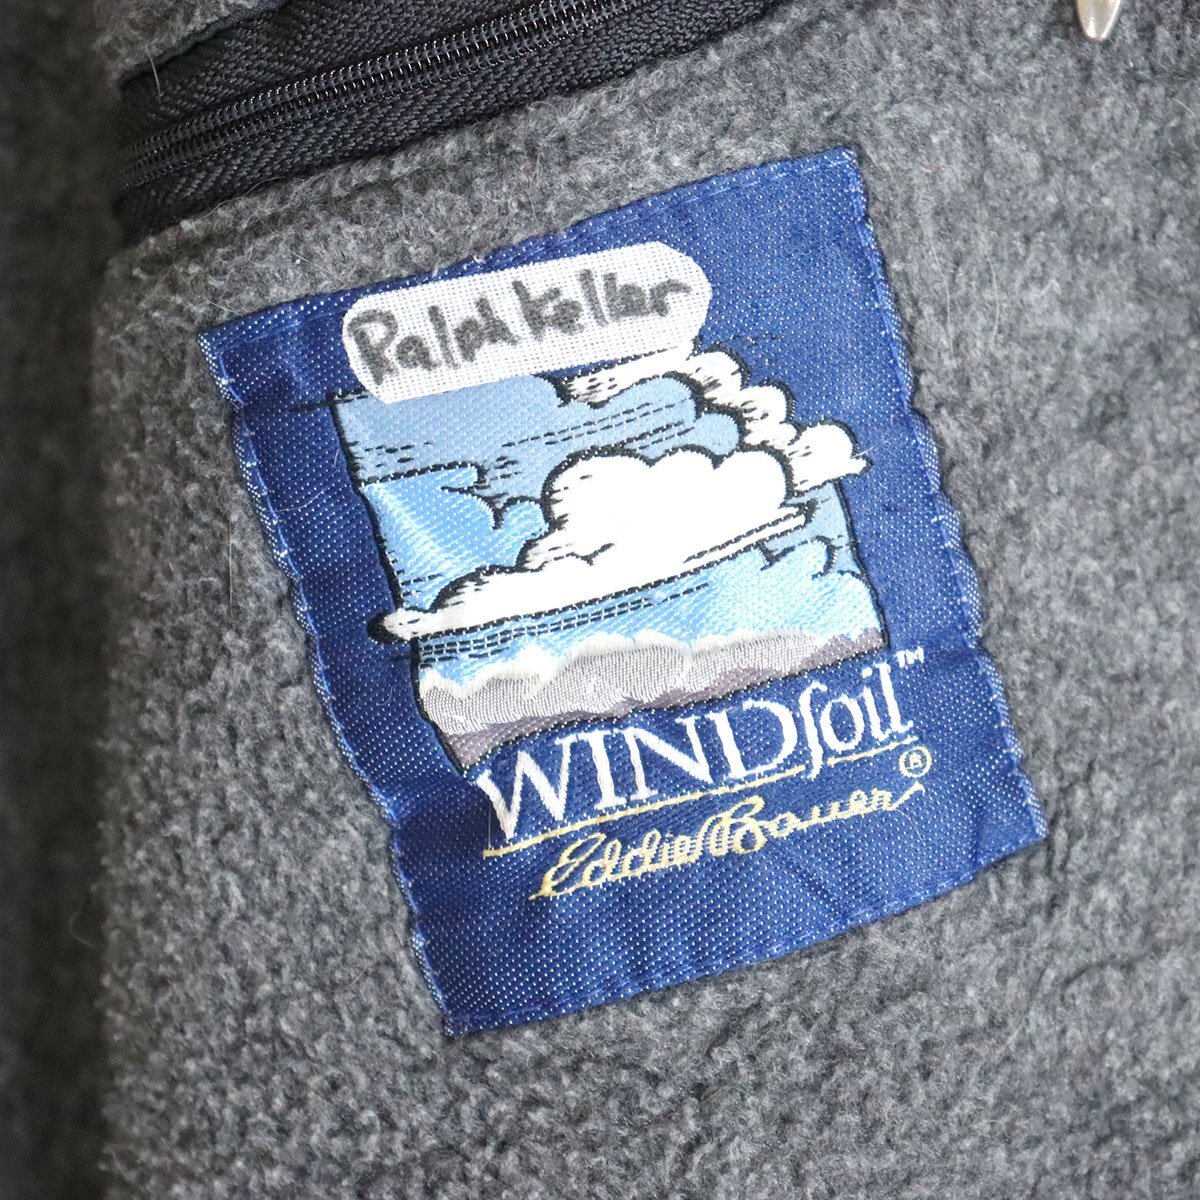 Ralph Keller
WINDfoil™
Eddie Bauer®